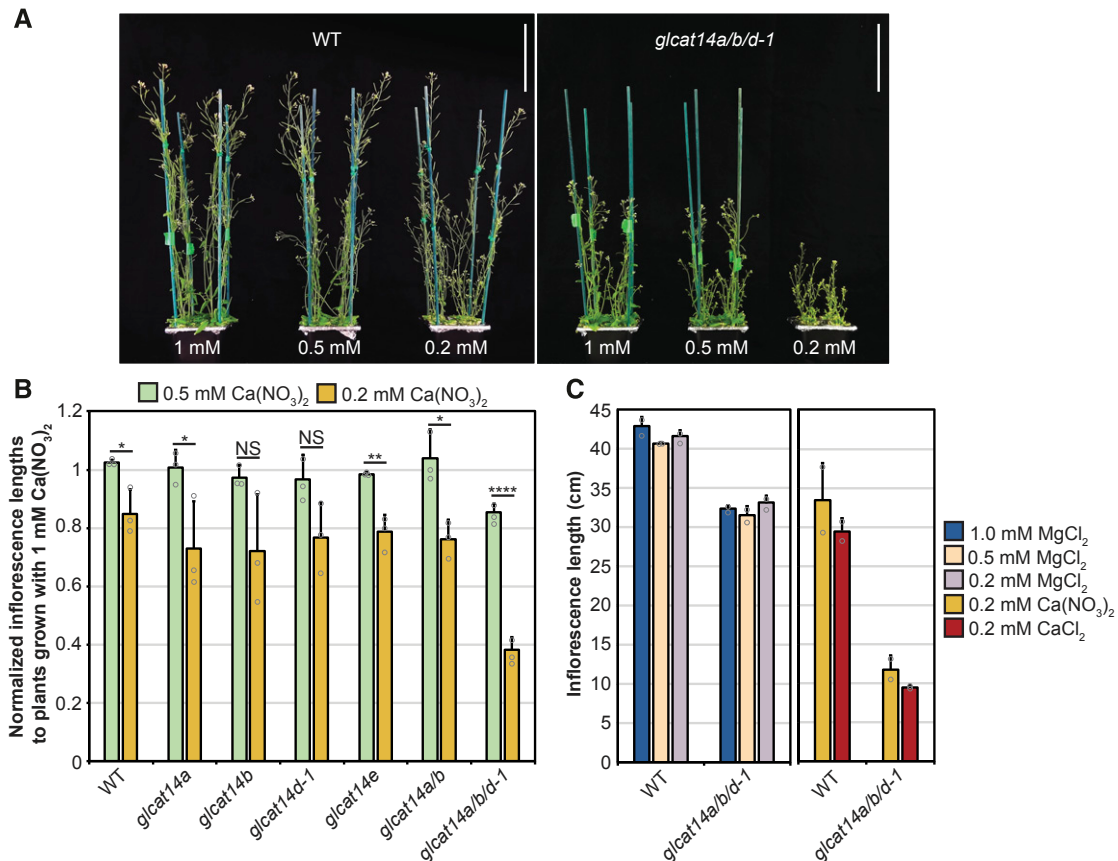 A
WT
glcat14a/b/d-1
1 mM
0.5 mM
0.2 mM
1 mM
0.5 mM
0.2 mM
B
0.5 mM Ca(NO₃)₂
0.2 mM Ca(NO₃)₂
Normalized inflorescence lengths
to plants grown with 1 mM Ca(NO₃)₂
1.2
1
0.8
0.6
0.4
0.2
0
*
*
NS
NS
**
*
****
WT
glcat14a
glcat14b
glcat14d-1
glcat14e
glcat14a/b
glcat14a/b/d-1
C
Inflorescence length (cm)
45
40
35
30
25
20
15
10
5
0
WT
glcat14a/b/d-1
WT
glcat14a/b/d-1
1.0 mM MgCl₂
0.5 mM MgCl₂
0.2 mM MgCl₂
0.2 mM Ca(NO₃)₂
0.2 mM CaCl₂